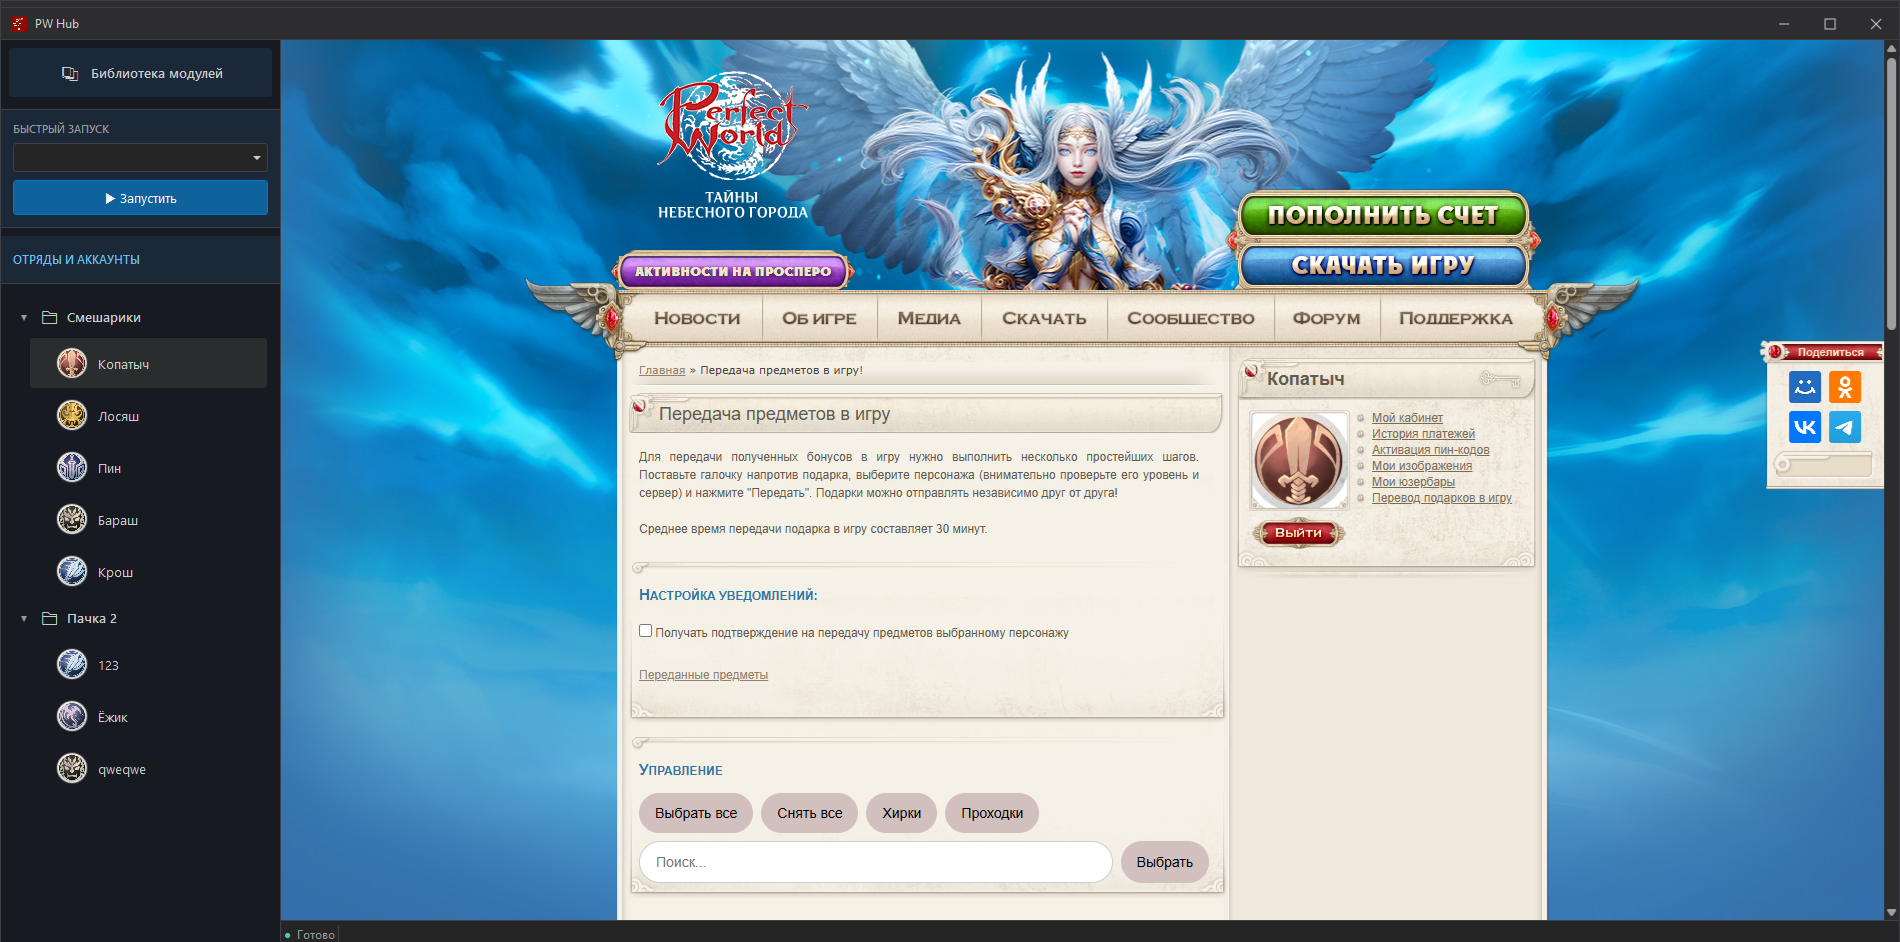 PW Hub
Библиотека модулей
БЫСТРЫЙ ЗАПУСК
Запустить
ОТРЯДЫ И АККАУНТЫ
Смешарики
Копатыч
Лосяш
Пин
Бараш
Крош
Пачка 2
123
Ёжик
qweqwe
Perfect
World
ТАЙНЫ
НЕБЕСНОГО ГОРОДА
ПОПОЛНИТЬ СЧЕТ
СКАЧАТЬ ИГРУ
АКТИВНОСТИ НА ПРОСПЕРО
Новости
Об игре
Медиа
Скачать
Сообщество
Форум
Поддержка
Главная » Передача предметов в игру!
Передача предметов в игру
Для передачи полученных бонусов в игру нужно выполнить несколько простейших шагов.
Поставьте галочку напротив подарка, выберите персонажа (внимательно проверьте его уровень и
сервер) и нажмите "Передать". Подарки можно отправлять независимо друг от друга!
Среднее время передачи подарка в игру составляет 30 минут.
Настройка уведомлений:
Получать подтверждение на передачу предметов выбранному персонажу
Переданные предметы
Управление
Выбрать все
Снять все
Хирки
Проходки
Поиск...
Выбрать
Копатыч
Мой кабинет
История платежей
Активация пин-кодов
Мои изображения
Мои юзербары
Перевод подарков в игру
Выйти
Поделиться
Готово